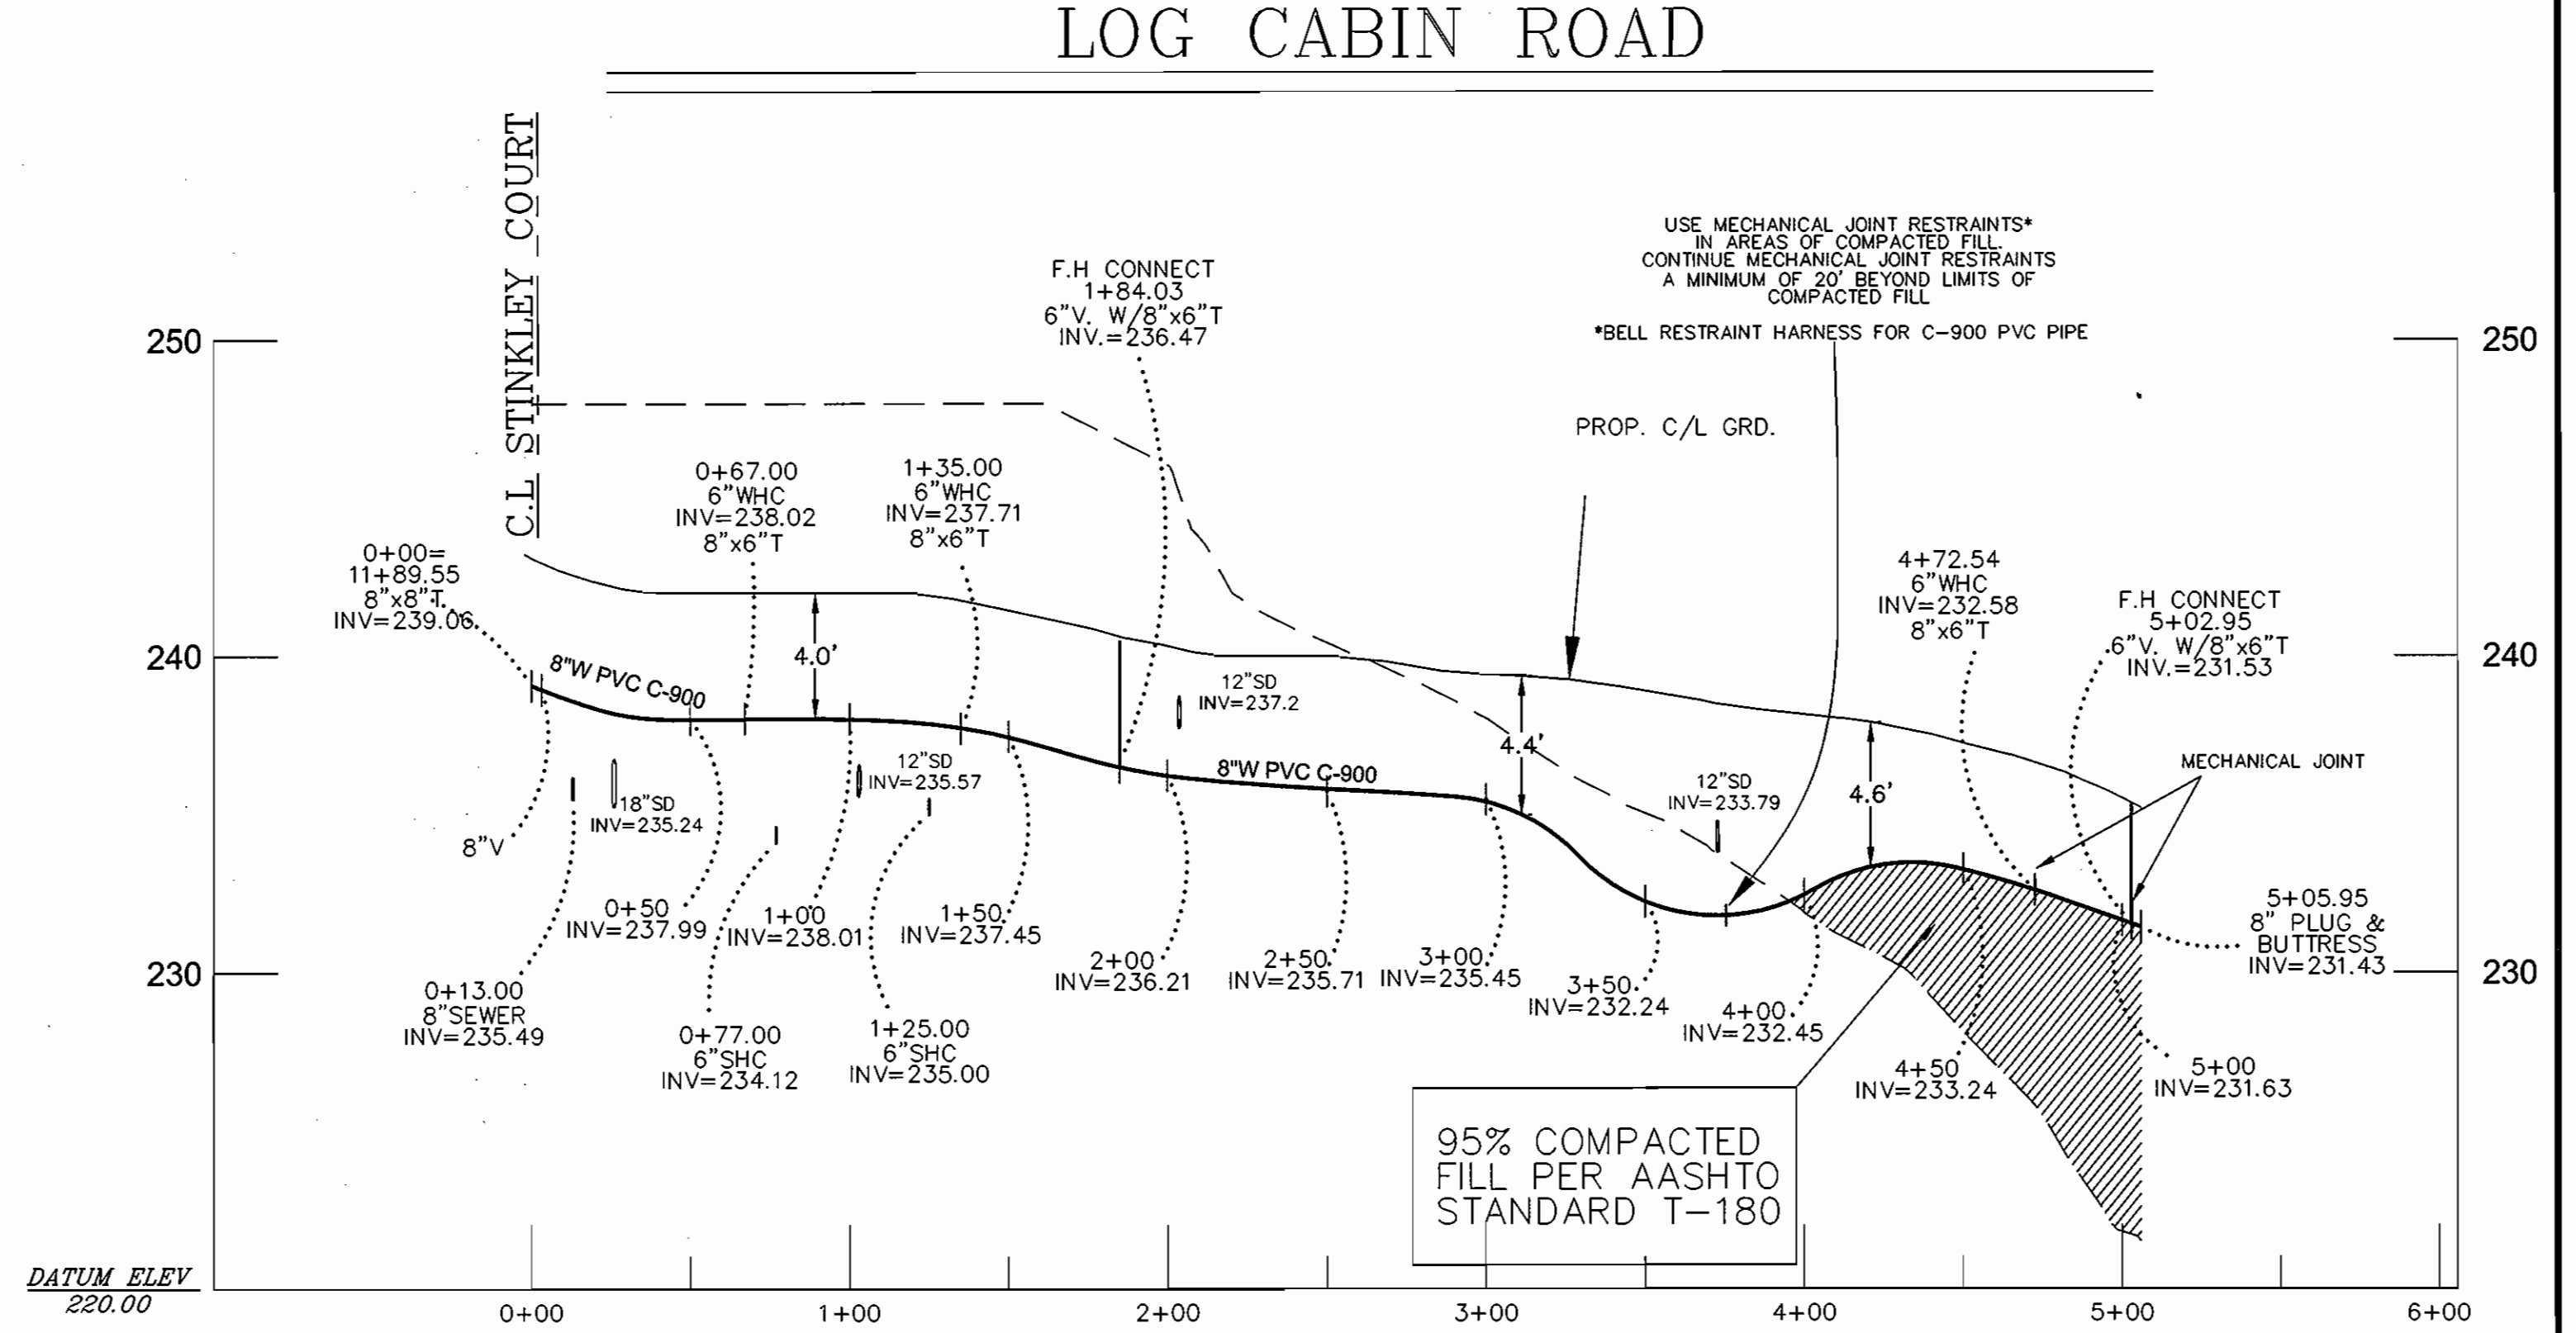 LOG CABIN ROAD
C.L STINKLEY COURT
USE MECHANICAL JOINT RESTRAINTS*
IN AREAS OF COMPACTED FILL.
CONTINUE MECHANICAL JOINT RESTRAINTS
A MINIMUM OF 20' BEYOND LIMITS OF
COMPACTED FILL
*BELL RESTRAINT HARNESS FOR C-900 PVC PIPE
F.H CONNECT
1+84.03
6"V. W/8"x6"T
INV.=236.47
250
250
PROP. C/L GRD.
0+67.00
6"WHC
INV=238.02
8"x6"T
1+35.00
6"WHC
INV=237.71
8"x6"T
0+00=
11+89.55
8"x8"T.
INV=239.06
4+72.54
6"WHC
INV=232.58
8"x6"T
F.H CONNECT
5+02.95
6"V. W/8"x6"T
INV.=231.53
240
240
8"W PVC C-900
4.0'
12"SD
INV=237.2
4.4'
8"W PVC C-900
12"SD
INV=235.57
12"SD
INV=233.79
4.6'
MECHANICAL JOINT
18"SD
INV=235.24
8"V
0+50
INV=237.99
1+00
INV=238.01
1+50
INV=237.45
2+00
INV=236.21
2+50
INV=235.71
3+00
INV=235.45
3+50
INV=232.24
4+00
INV=232.45
5+05.95
8" PLUG &
BUTTRESS
INV=231.43
230
230
0+13.00
8"SEWER
INV=235.49
0+77.00
6"SHC
INV=234.12
1+25.00
6"SHC
INV=235.00
4+50
INV=233.24
5+00
INV=231.63
95% COMPACTED
FILL PER AASHTO
STANDARD T-180
DATUM ELEV
220.00
0+00
1+00
2+00
3+00
4+00
5+00
6+00